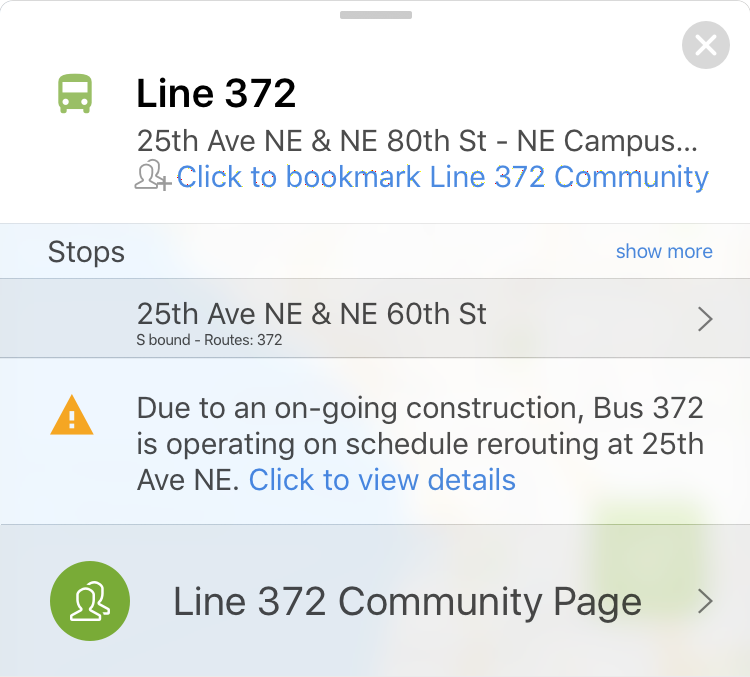 Line 372
25th Ave NE & NE 80th St - NE Campus...
Click to bookmark Line 372 Community
Stops
show more
25th Ave NE & NE 60th St
S bound - Routes: 372
Due to an on-going construction, Bus 372
is operating on schedule rerouting at 25th
Ave NE. Click to view details
Line 372 Community Page